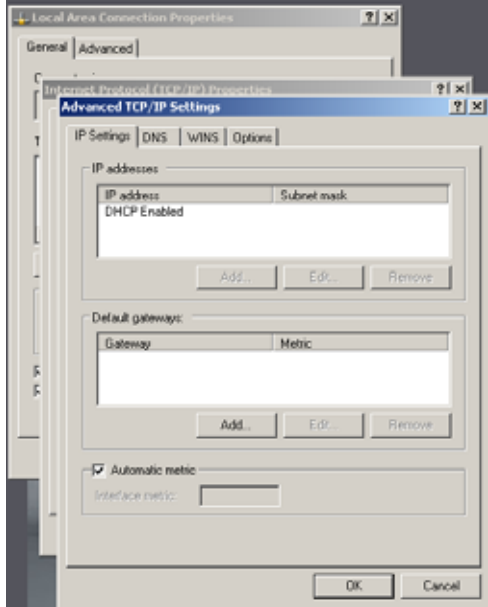 Local Area Connection Properties
General Advanced
Internet Protocol (TCP/IP) Properties
Advanced TCP/IP Settings
IP Settings DNS WINS Options
IP addresses
IP address Subnet mask
DHCP Enabled
Add... Edit... Remove
Default gateways:
Gateway Metric
Add... Edit... Remove
Automatic metric
Interface metric:
OK Cancel